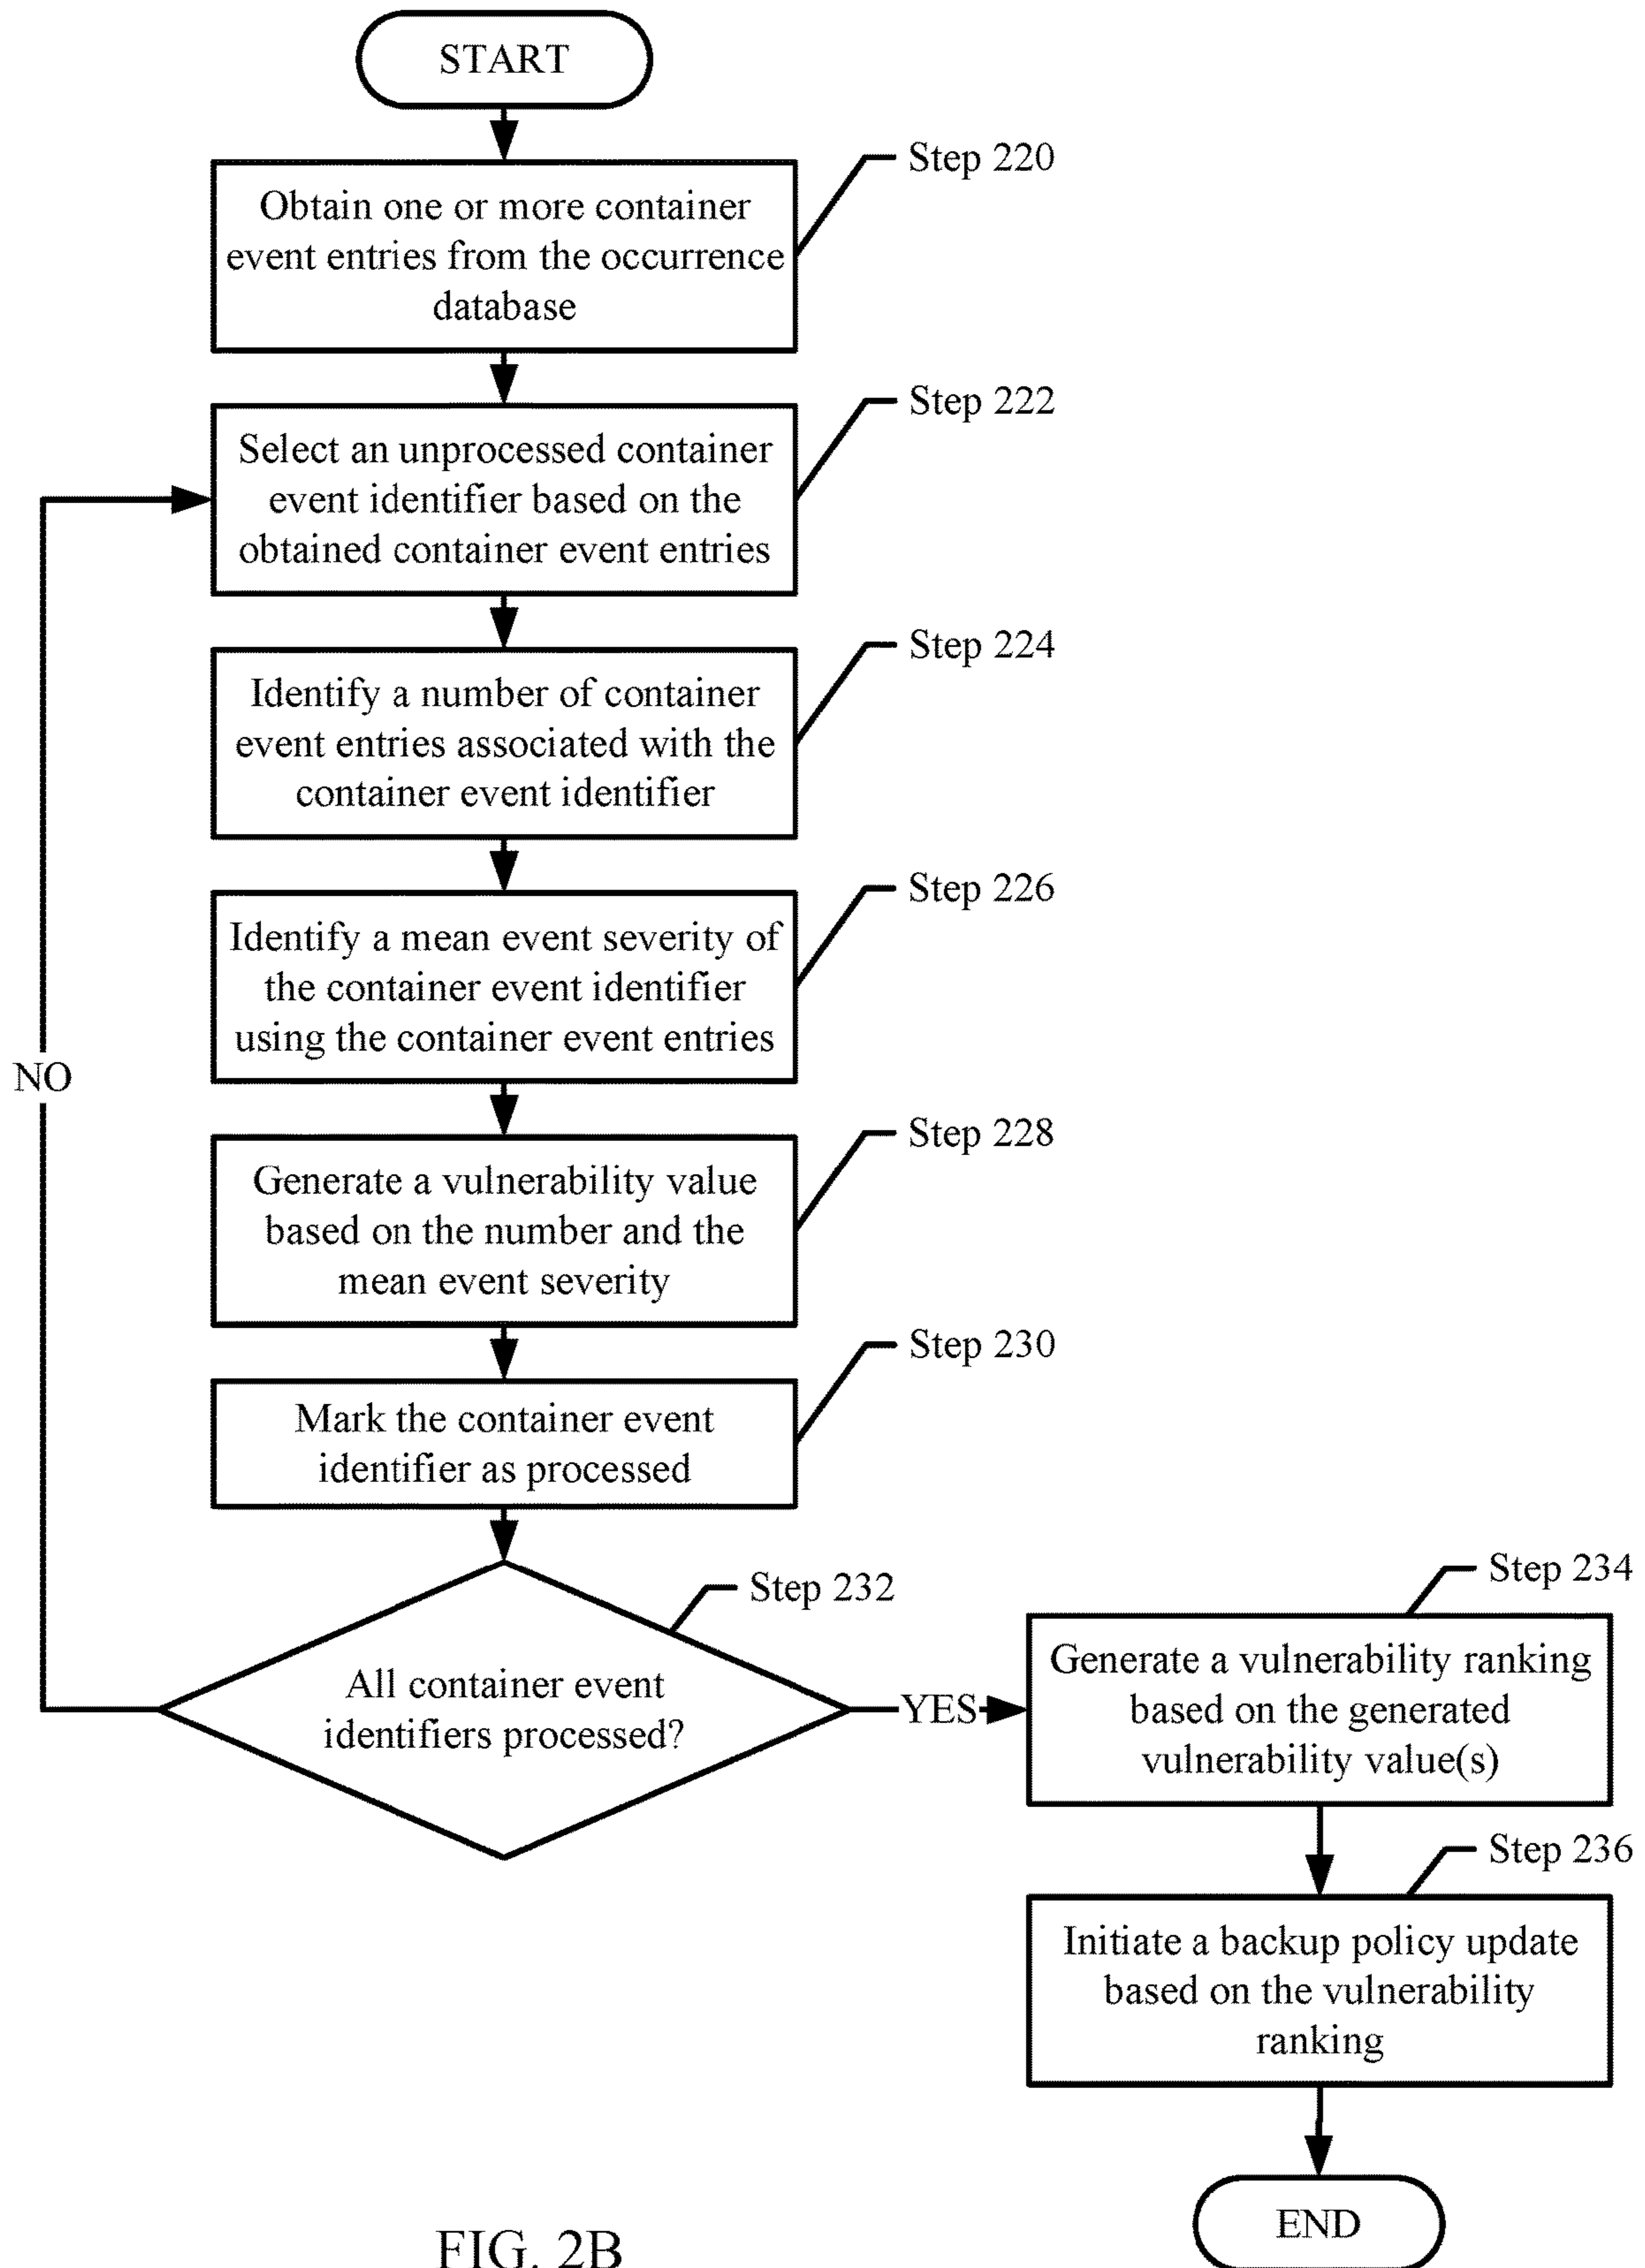 START
Step 220
Obtain one or more container
event entries from the occurrence
database
Step 222
Select an unprocessed container
event identifier based on the
obtained container event entries
Step 224
Identify a number of container
event entries associated with the
container event identifier
Step 226
Identify a mean event severity of
the container event identifier
using the container event entries
NO
Step 228
Generate a vulnerability value
based on the number and the
mean event severity
Step 230
Mark the container event
identifier as processed
Step 232
All container event
identifiers processed?
YES
Step 234
Generate a vulnerability ranking
based on the generated
vulnerability value(s)
Step 236
Initiate a backup policy update
based on the vulnerability
ranking
END
FIG. 2B